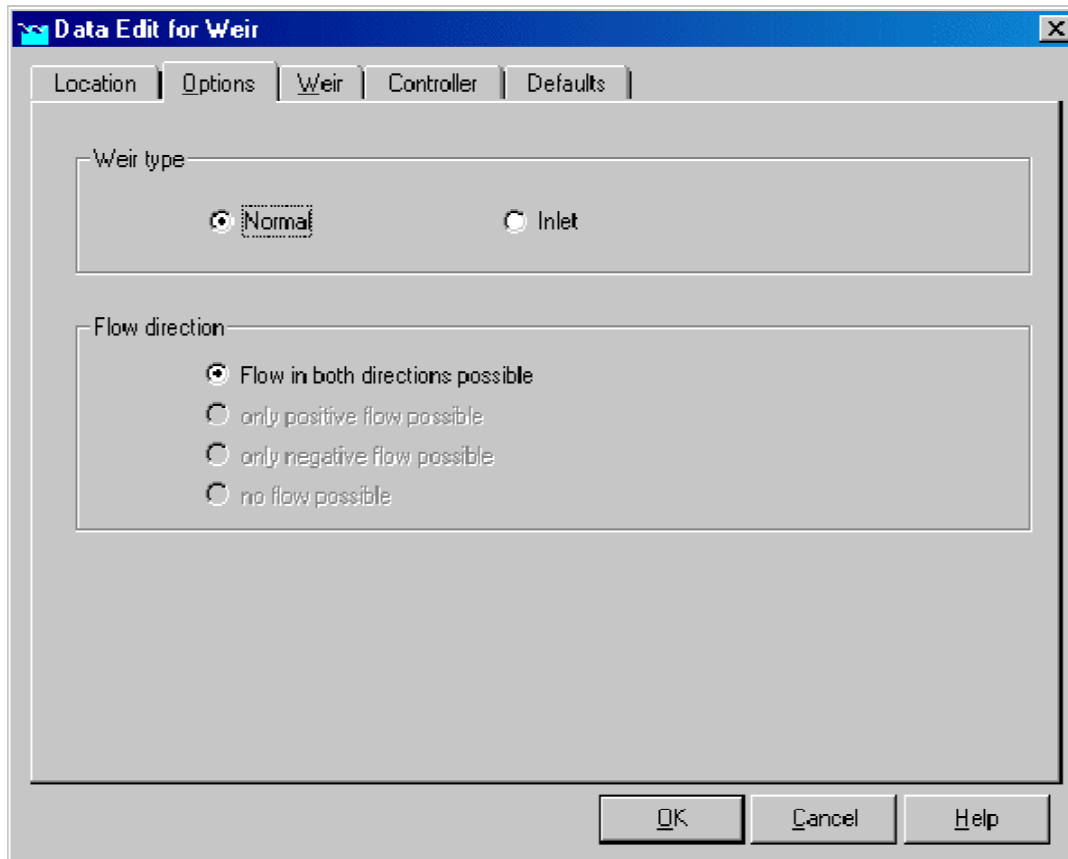 Data Edit for Weir
Location Options Weir Controller Defaults
Weir type
Normal Inlet
Flow direction
Flow in both directions possible
only positive flow possible
only negative flow possible
no flow possible
OK Cancel Help